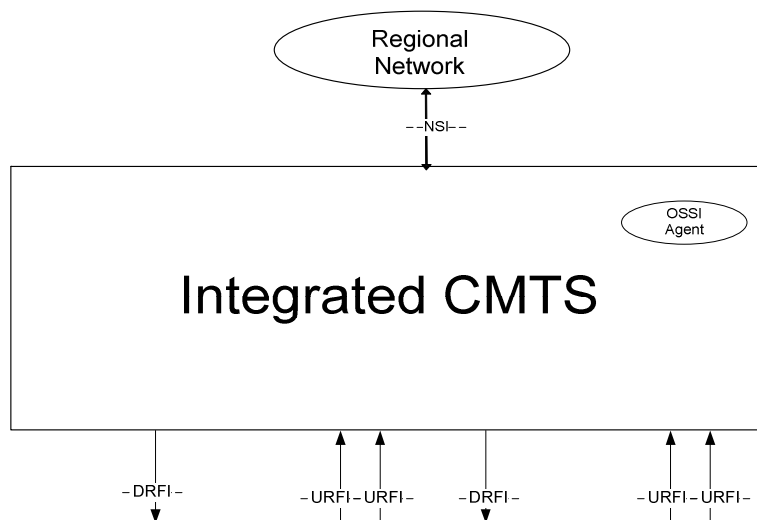 Regional
Network
NSI
OSSI
Agent
Integrated CMTS
DRFI URFI URFI DRFI URFI URFI